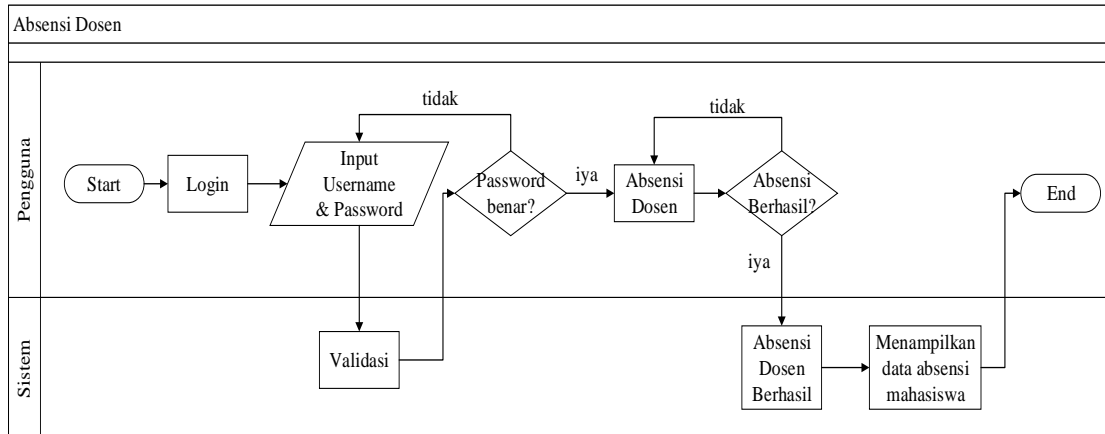 Absensi Dosen
Pengguna
Start
Login
Input
Username
& Password
tidak
Password
benar?
iya
Absensi
Dosen
tidak
Absensi
Berhasil?
iya
End
Sistem
Validasi
Absensi
Dosen
Berhasil
Menampilkan
data absensi
mahasiswa